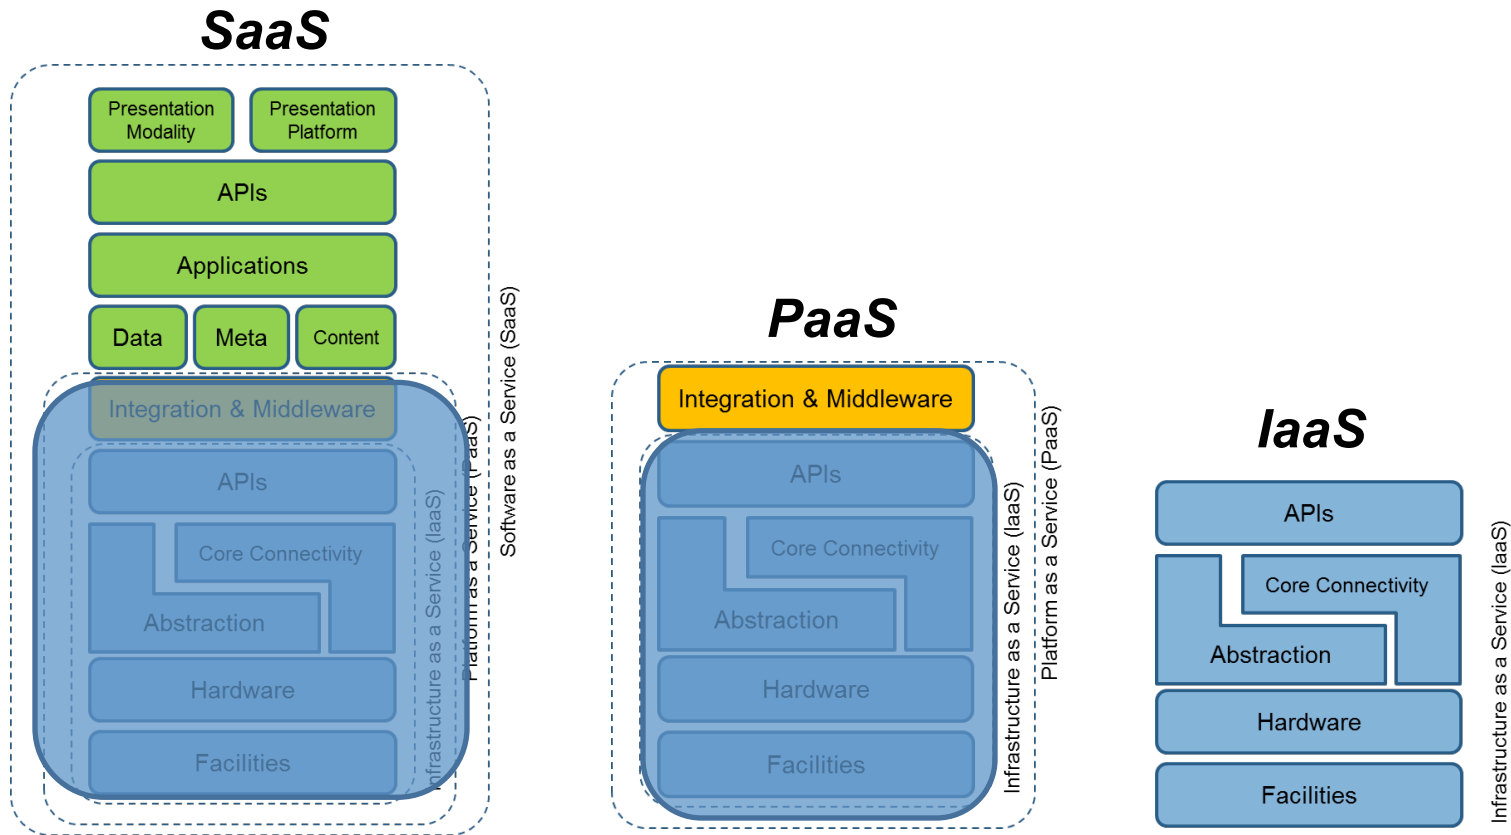 SaaS
Presentation
Modality
Presentation
Platform
APIs
Applications
Data
Meta
Content
Integration & Middleware
APIs
Core Connectivity
Abstraction
Hardware
Facilities
Infrastructure as a Service (IaaS)
Platform as a Service (PaaS)
Software as a Service (SaaS)
PaaS
Integration & Middleware
APIs
Core Connectivity
Abstraction
Hardware
Facilities
Infrastructure as a Service (IaaS)
Platform as a Service (PaaS)
IaaS
APIs
Core Connectivity
Abstraction
Hardware
Facilities
Infrastructure as a Service (IaaS)